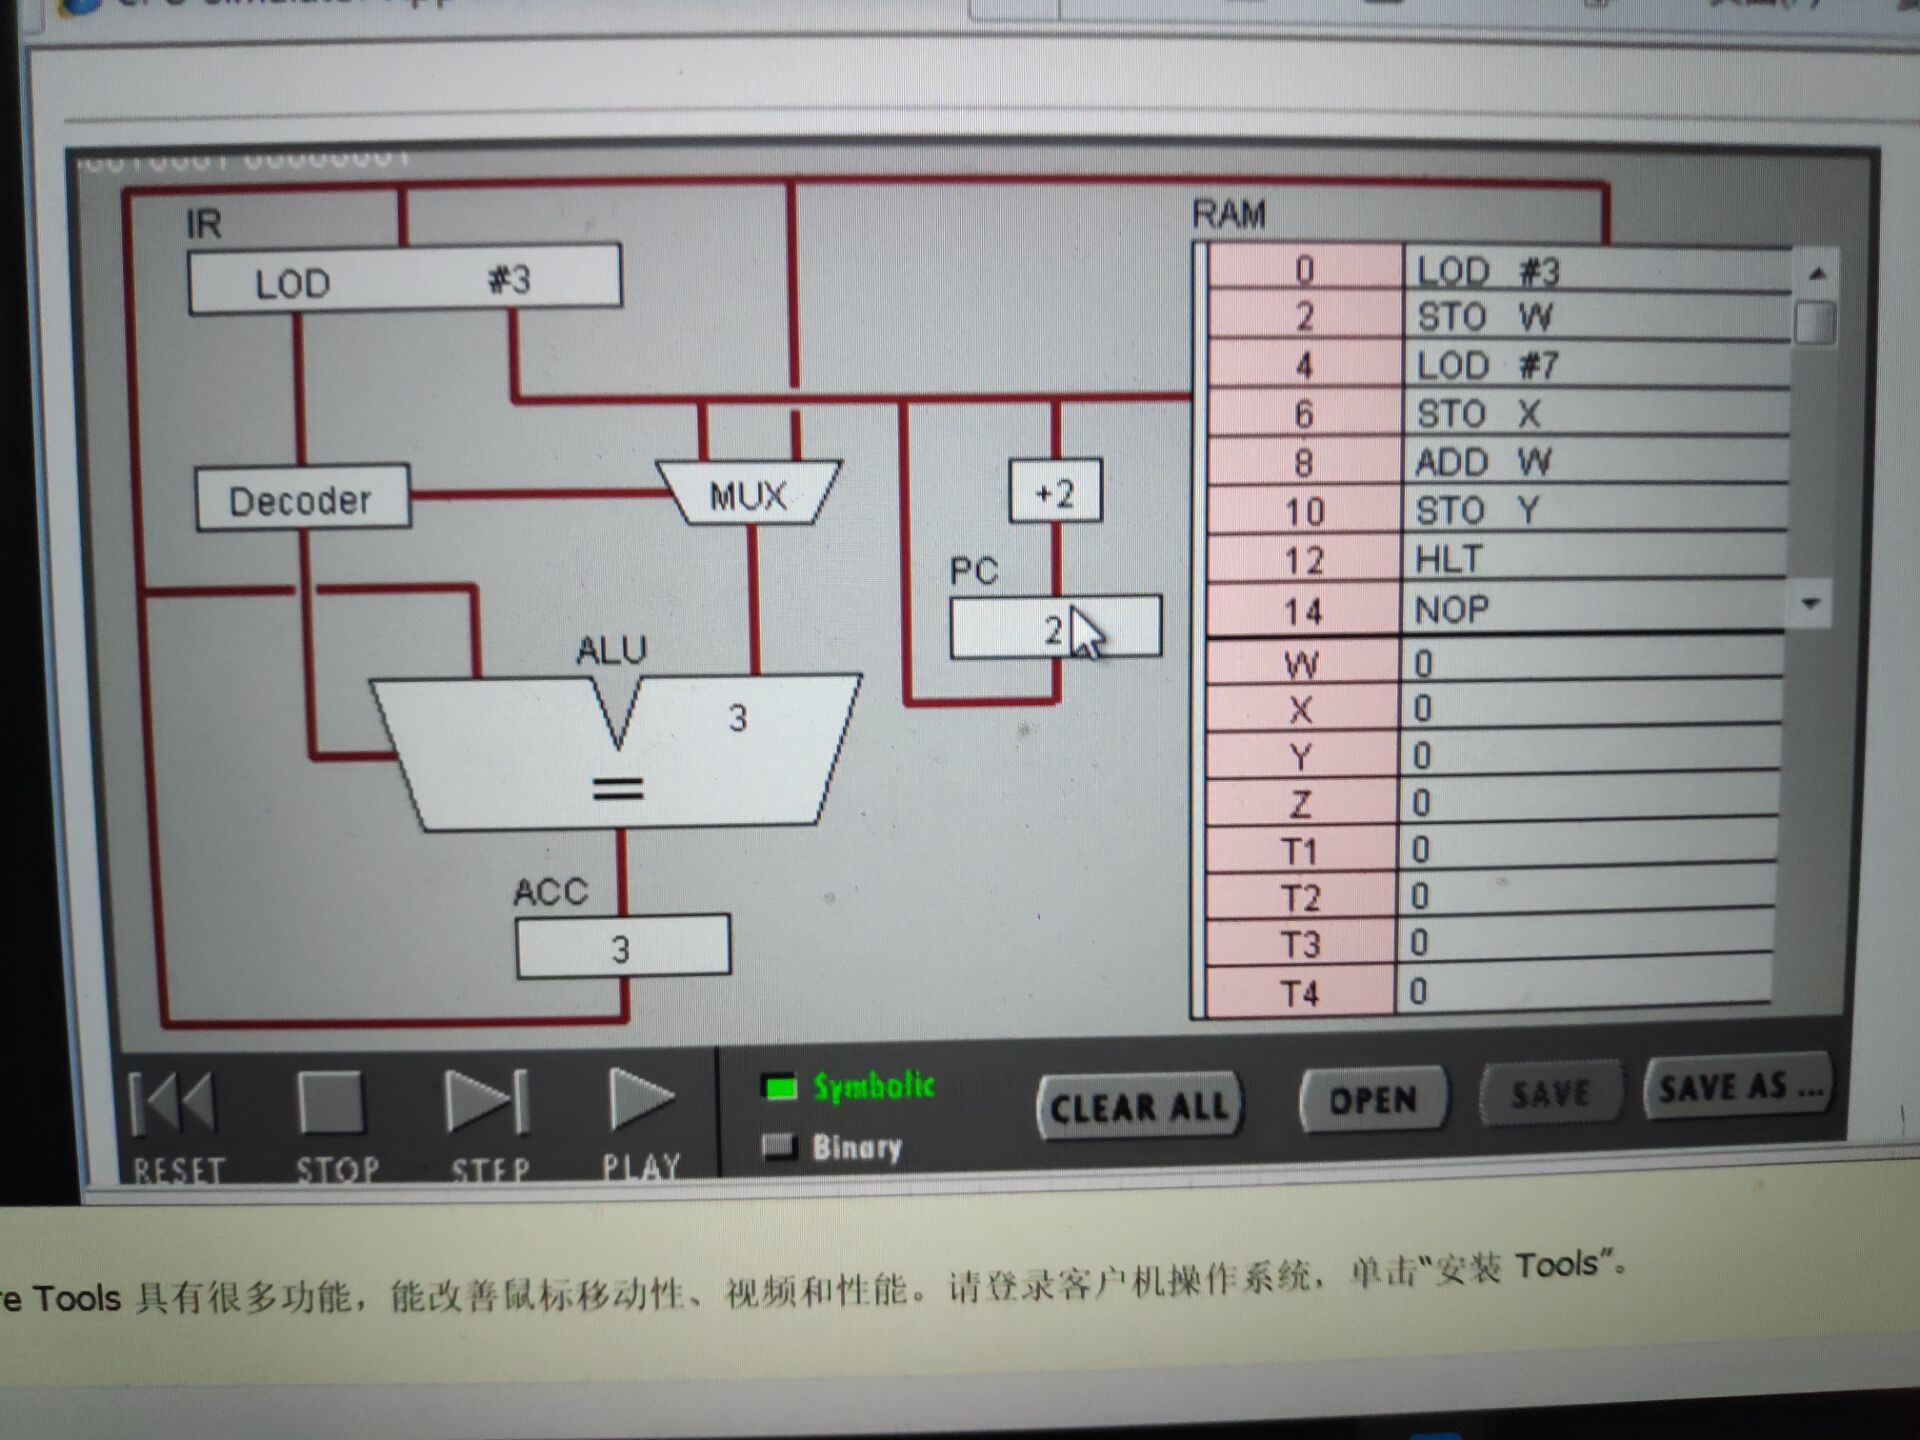 IR
LOD #3
Decoder
MUX
+2
PC
2
ALU
3
=
ACC
3
RAM
0 LOD #3
2 STO W
4 LOD #7
6 STO X
8 ADD W
10 STO Y
12 HLT
14 NOP
W 0
X 0
Y 0
Z 0
T1 0
T2 0
T3 0
T4 0
RESET
STOP
STEP
PLAY
Symbolic
Binary
CLEAR ALL
OPEN
SAVE
SAVE AS ...
re Tools 具有很多功能，能改善鼠标移动性、视频和性能。请登录客户机操作系统，单击“安装 Tools”。